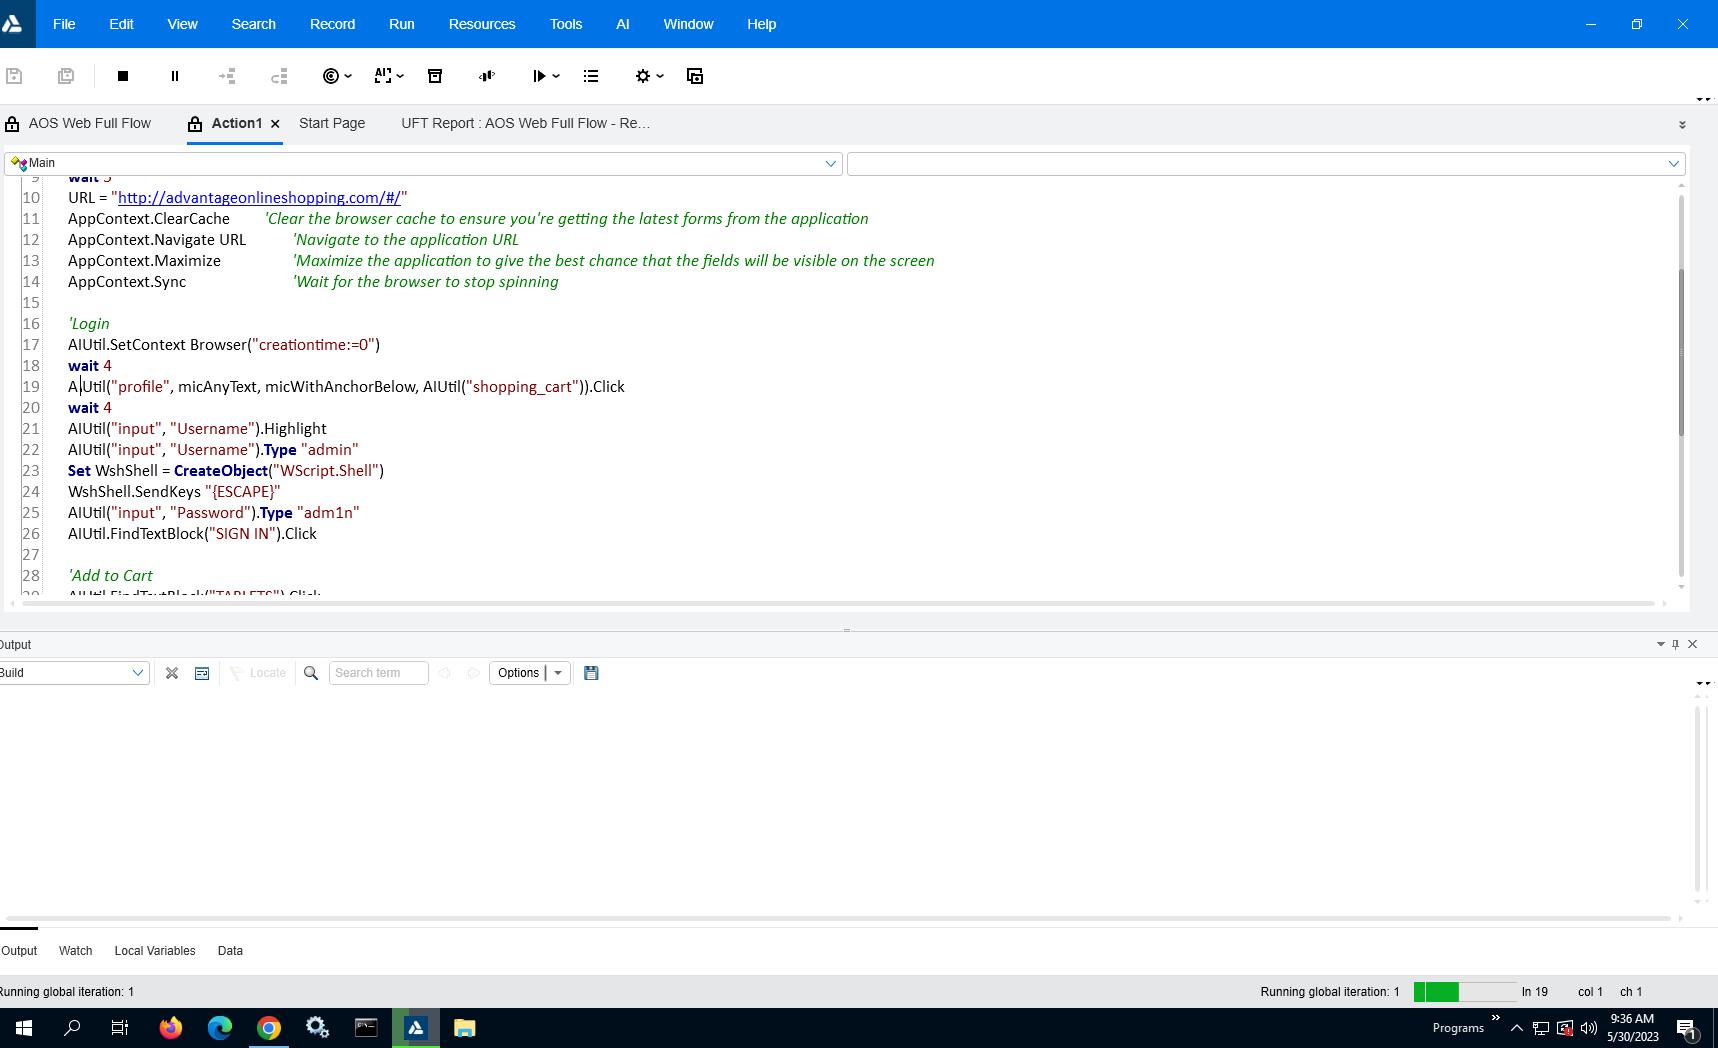 File Edit View Search Record Run Resources Tools AI Window Help
AI
AOS Web Full Flow Action1 Start Page UFT Report : AOS Web Full Flow - Re...
Main
9 wait 3
10 URL = "http://advantageonlineshopping.com/#/"
11 AppContext.ClearCache 'Clear the browser cache to ensure you're getting the latest forms from the application
12 AppContext.Navigate URL 'Navigate to the application URL
13 AppContext.Maximize 'Maximize the application to give the best chance that the fields will be visible on the screen
14 AppContext.Sync 'Wait for the browser to stop spinning
15
16 'Login
17 AIUtil.SetContext Browser("creationtime:=0")
18 wait 4
19 AIUtil("profile", micAnyText, micWithAnchorBelow, AIUtil("shopping_cart")).Click
20 wait 4
21 AIUtil("input", "Username").Highlight
22 AIUtil("input", "Username").Type "admin"
23 Set WshShell = CreateObject("WScript.Shell")
24 WshShell.SendKeys "{ESCAPE}"
25 AIUtil("input", "Password").Type "adm1n"
26 AIUtil.FindTextBlock("SIGN IN").Click
27
28 'Add to Cart
29 AIUtil.FindTextBlock("TABLETS").Click
Output
Build Locate Search term Options
Output Watch Local Variables Data
Running global iteration: 1 Running global iteration: 1 ln 19 col 1 ch 1
Programs 9:36 AM
5/30/2023
1